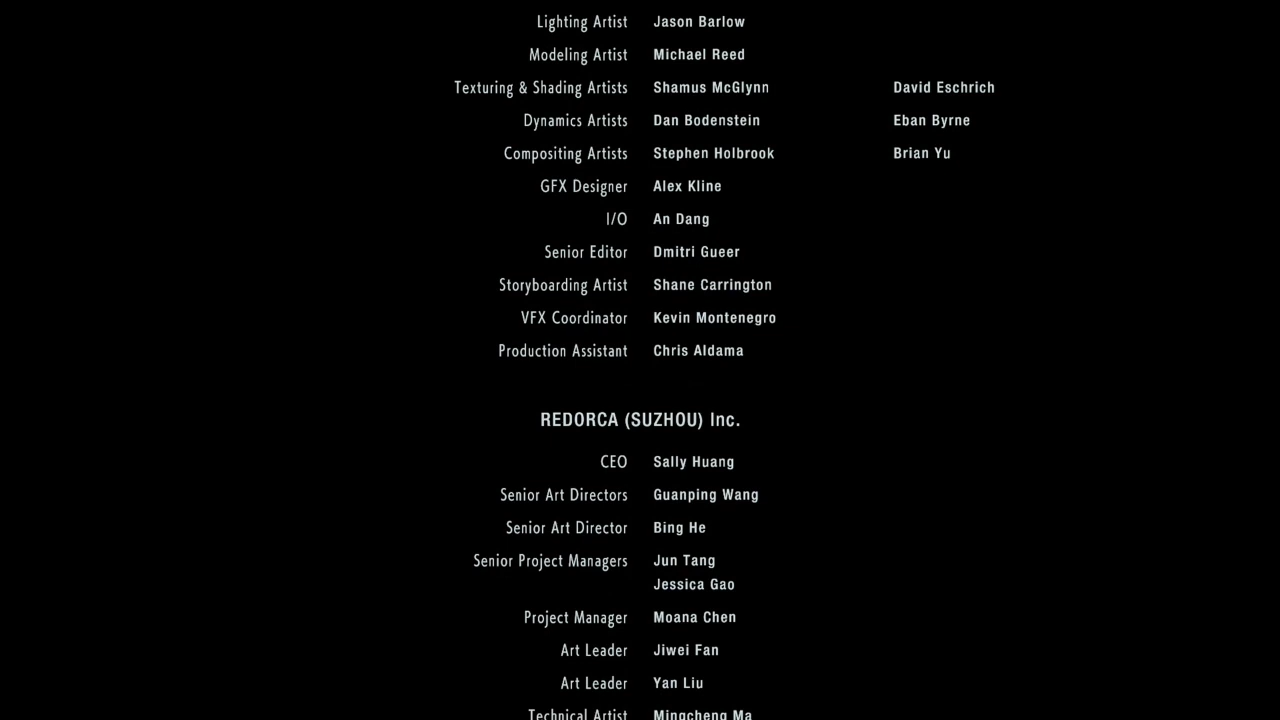 Lighting Artist Jason Barlow
Modeling Artist Michael Reed
Texturing & Shading Artists Shamus McGlynn David Eschrich
Dynamics Artists Dan Bodenstein Eban Byrne
Compositing Artists Stephen Holbrook Brian Yu
GFX Designer Alex Kline
I/O An Dang
Senior Editor Dmitri Gueer
Storyboarding Artist Shane Carrington
VFX Coordinator Kevin Montenegro
Production Assistant Chris Aldama
REDORCA (SUZHOU) Inc.
CEO Sally Huang
Senior Art Directors Guanping Wang
Senior Art Director Bing He
Senior Project Managers Jun Tang
Jessica Gao
Project Manager Moana Chen
Art Leader Jiwei Fan
Art Leader Yan Liu
Technical Artist Mingcheng Ma